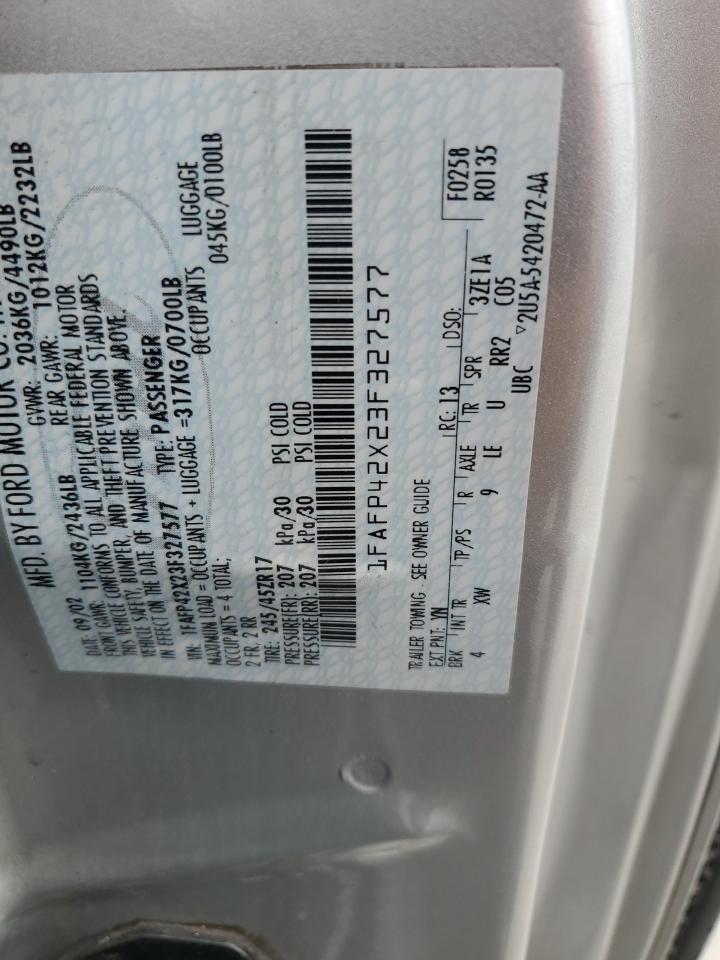 MFD. BY FORD MOTOR CO.
DATE: 09/02 GVWR: 2036KG/4490LB
FRONT GAWR: 1104KG/2436LB REAR GAWR: 1012KG/2232LB
THIS VEHICLE CONFORMS TO ALL APPLICABLE FEDERAL MOTOR
VEHICLE SAFETY, BUMPER, AND THEFT PREVENTION STANDARDS
IN EFFECT ON THE DATE OF MANUFACTURE SHOWN ABOVE.
VIN: 1FAFP42X23F327577 TYPE: PASSENGER
MAXIMUM LOAD = OCCUPANTS + LUGGAGE =317KG/0700LB
OCCUPANTS = 4 TOTAL; OCCUPANTS LUGGAGE
2 FR, 2 RR 045KG/0100LB
TIRE: 245/45ZR17
PRESSURE(FR): 207 kPa/30 PSI COLD
PRESSURE(RR): 207 kPa/30 PSI COLD
1FAFP42X23F327577
TRAILER TOWING - SEE OWNER GUIDE
EXT PNT: YN RC: 13 DSO: F0258
R0135
BRK INT TR TP/PS R AXLE TR SPR 3ZE1A
4 XW 9 LE U RR2 C05
UBC ▽2U5A-5420472-AA